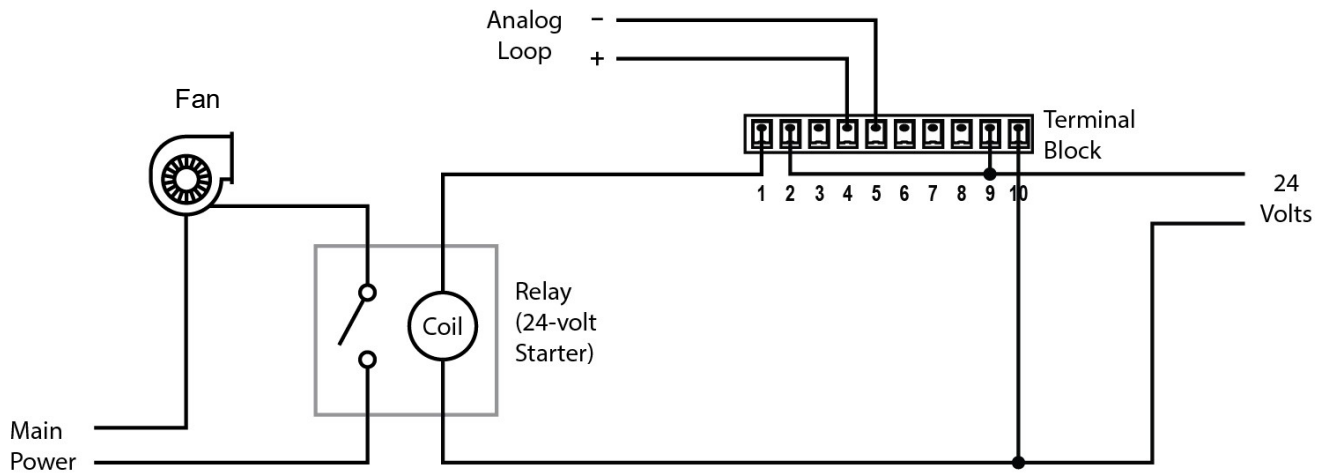 Analog
Loop
−
+
Fan
Terminal
Block
1 2 3 4 5 6 7 8 9 10
24
Volts
Relay
(24-volt
Starter)
Coil
Main
Power